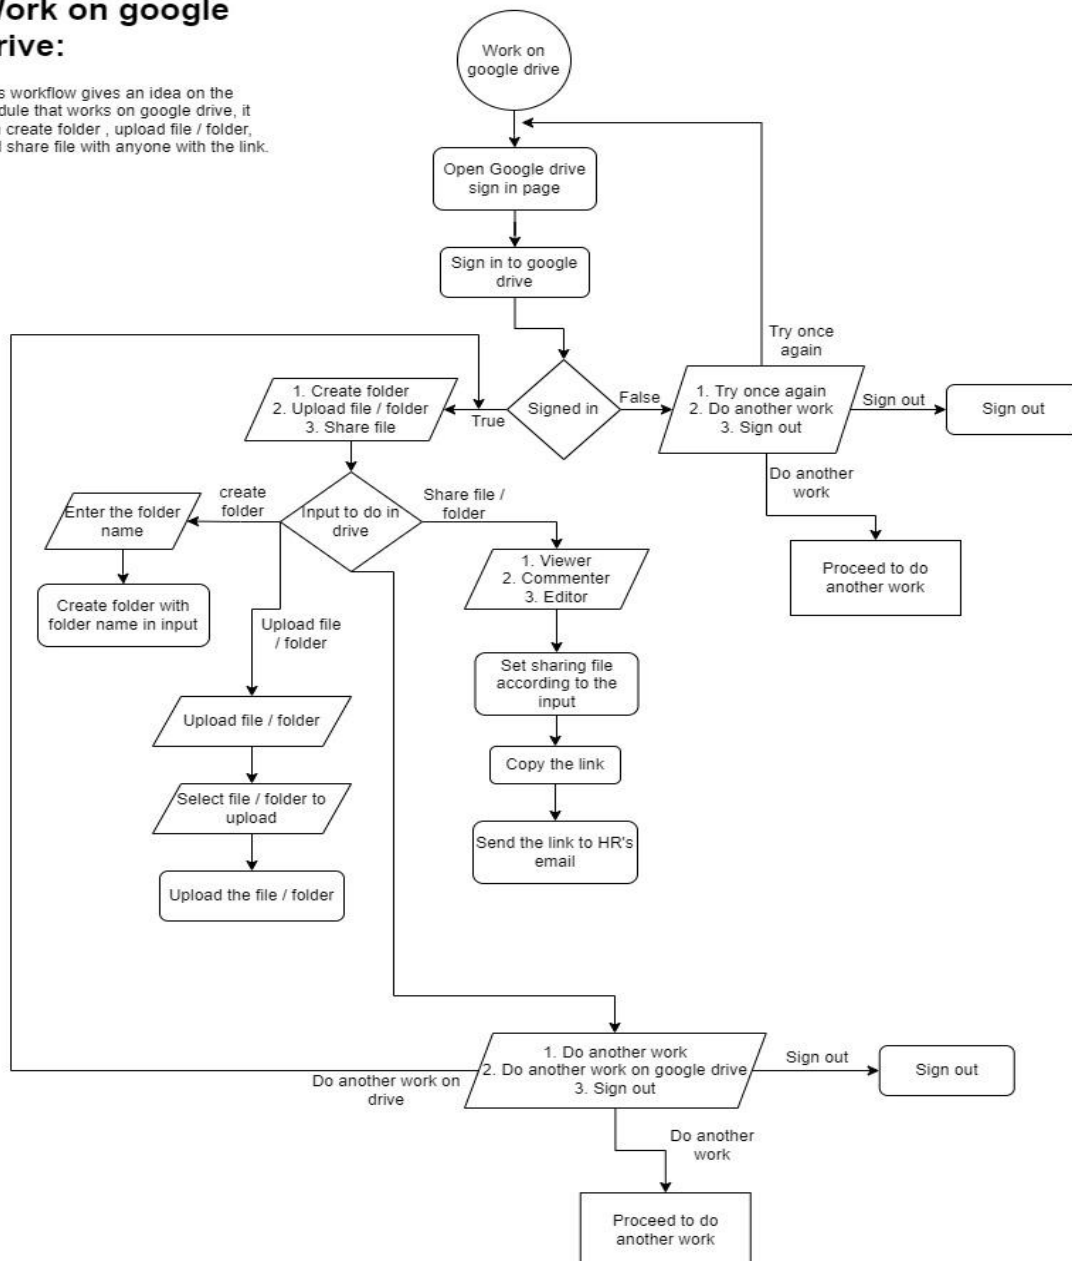 ork on google
rive:
s workflow gives an idea on the
dule that works on google drive, it
create folder , upload file / folder,
share file with anyone with the link.
Work on
google drive
Open Google drive
sign in page
Sign in to google
drive
Try once
again
1. Create folder
2. Upload file / folder
3. Share file
True
Signed in
False
1. Try once again
2. Do another work
3. Sign out
Sign out
Sign out
Do another
work
Proceed to do
another work
Enter the folder
name
create
folder
Input to do in
drive
Share file /
folder
1. Viewer
2. Commenter
3. Editor
Create folder with
folder name in input
Upload file
/ folder
Set sharing file
according to the
input
Upload file / folder
Copy the link
Select file / folder to
upload
Send the link to HR's
email
Upload the file / folder
1. Do another work
2. Do another work on google drive
3. Sign out
Sign out
Sign out
Do another work on
drive
Do another
work
Proceed to do
another work